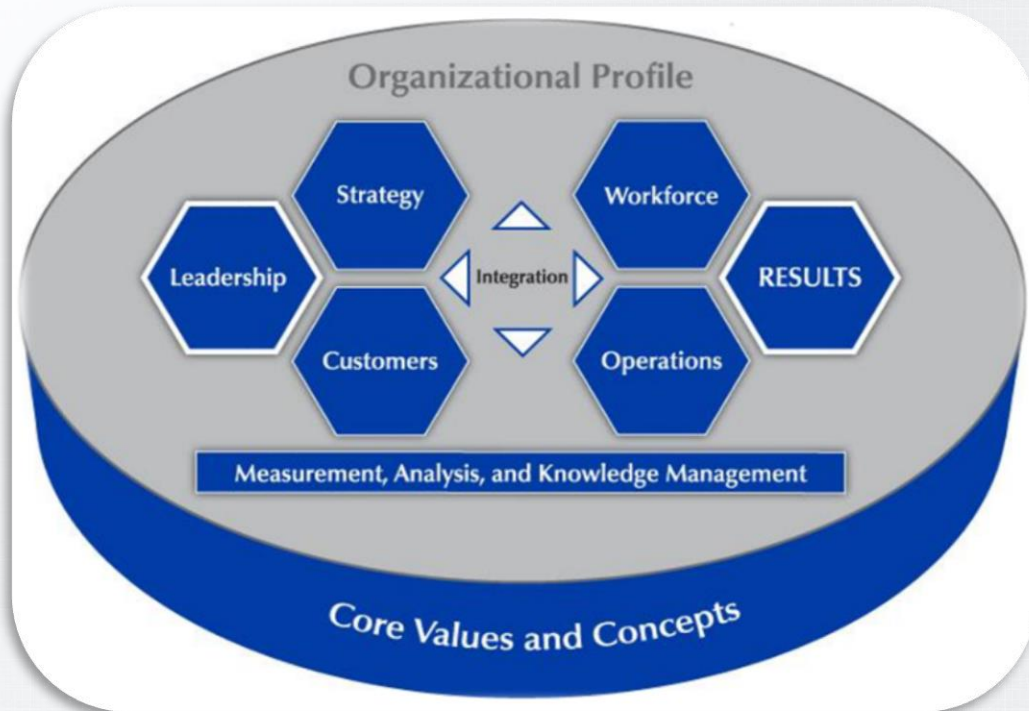 Organizational Profile
Strategy
Workforce
Leadership
Integration
RESULTS
Customers
Operations
Measurement, Analysis, and Knowledge Management
Core Values and Concepts